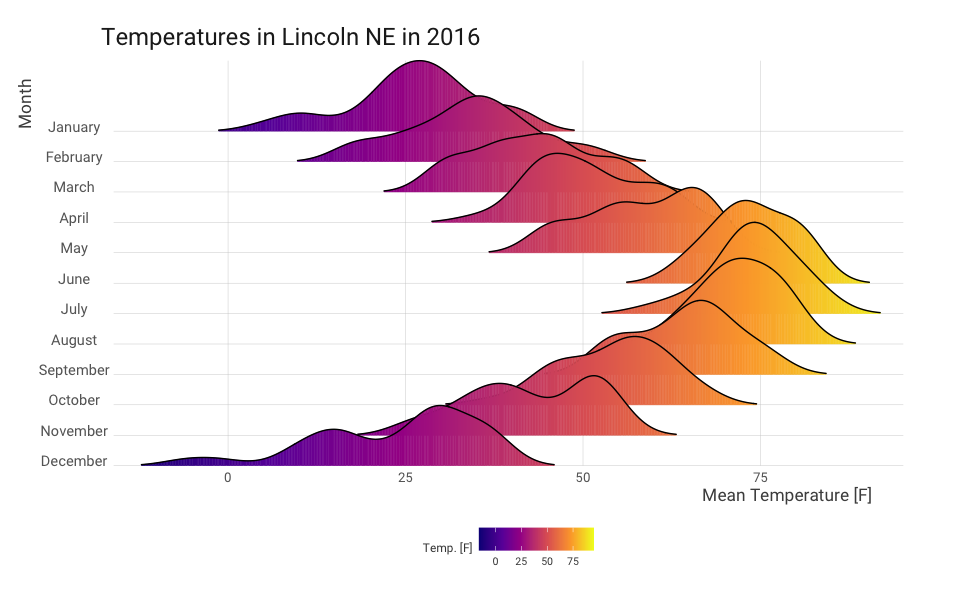 Temperatures in Lincoln NE in 2016
Month
January
February
March
April
May
June
July
August
September
October
November
December
0 25 50 75
Mean Temperature [F]
Temp. [F]
0 25 50 75